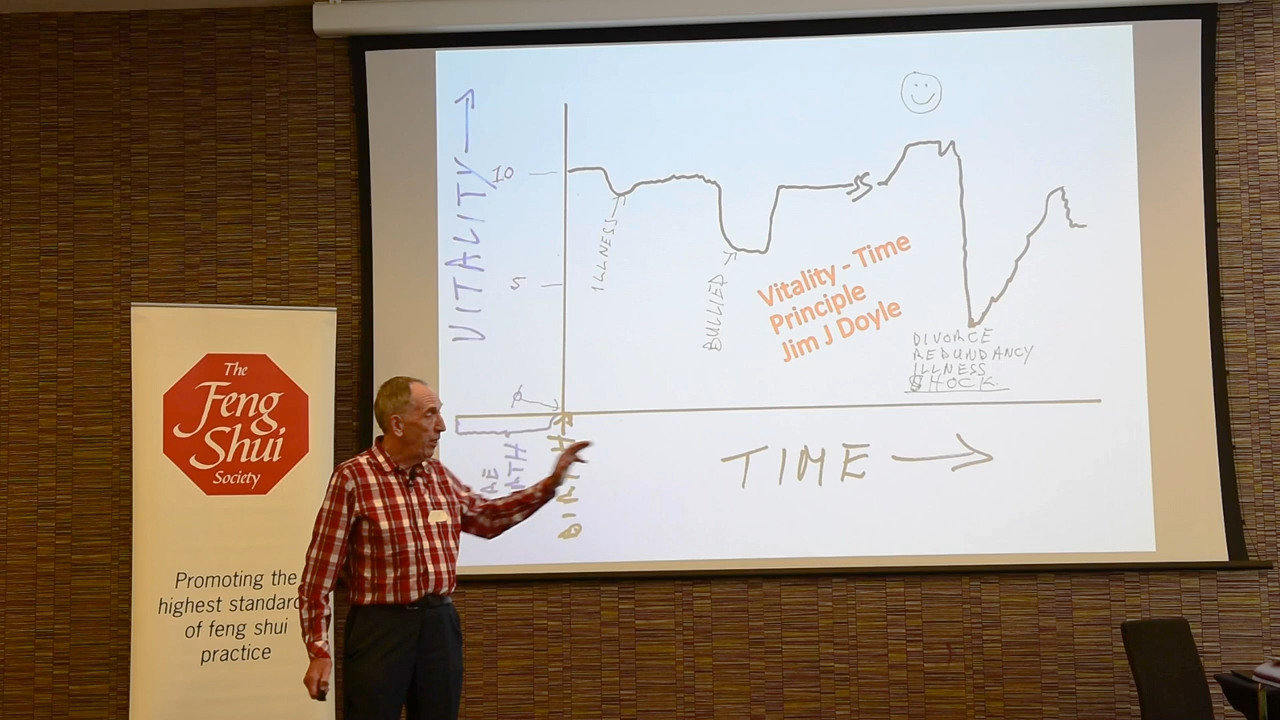 The
Feng
Shui
Society
Promoting the
highest standard
of feng shui
practice
VITALITY
10
5
ILLNESS
BULLIED
Vitality - Time
Principle
Jim J Doyle
DIVORCE
REDUNDANCY
ILLNESS
SHOCK
BIRTH
TIME